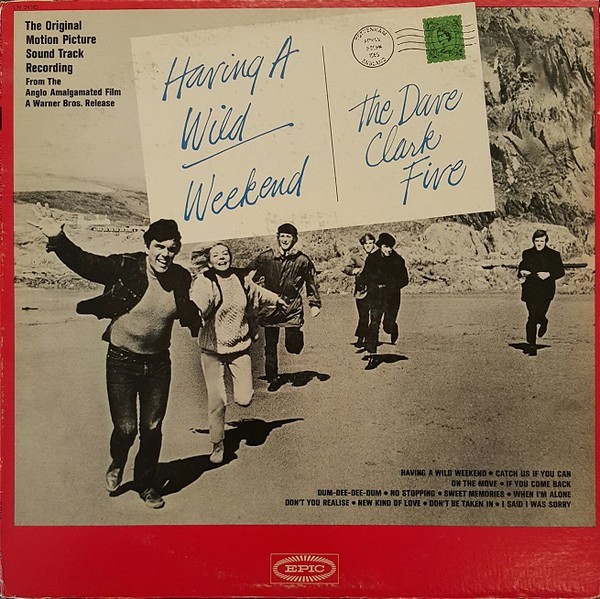 The Original
Motion Picture
Sound Track
Recording
From The
Anglo Amalgamated Film
A Warner Bros. Release
Having A
Wild
Weekend
The Dave
Clark
Five
TOTTENHAM
1965
ENGLAND
HAVING A WILD WEEKEND • CATCH US IF YOU CAN
ON THE MOVE • IF YOU COME BACK
DUM-DEE-DEE-DUM • NO STOPPING • SWEET MEMORIES • WHEN I'M ALONE
DON'T YOU REALISE • NEW KIND OF LOVE • DON'T BE TAKEN IN • I SAID I WAS SORRY
EPIC